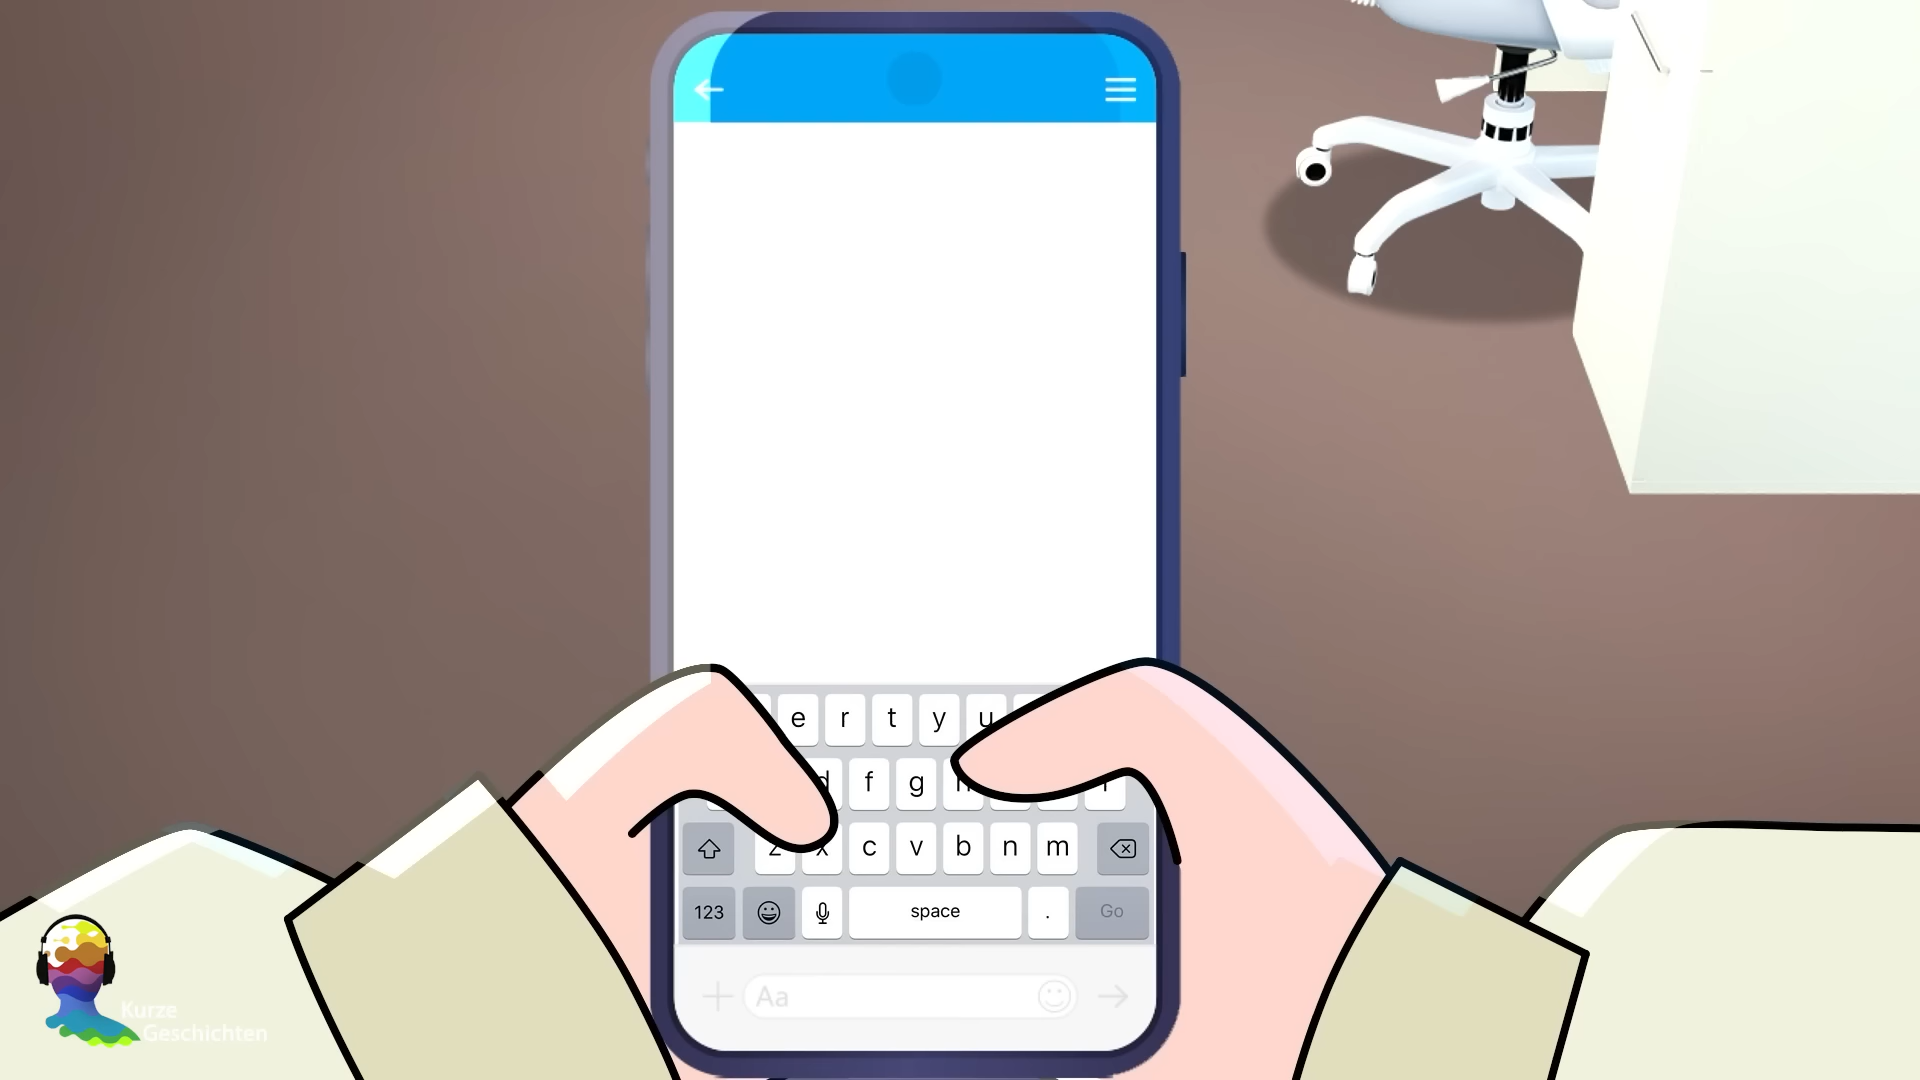 e r t y u
d f g h
z x c v b n m
123 space . Go
Aa
Kurze
Geschichten